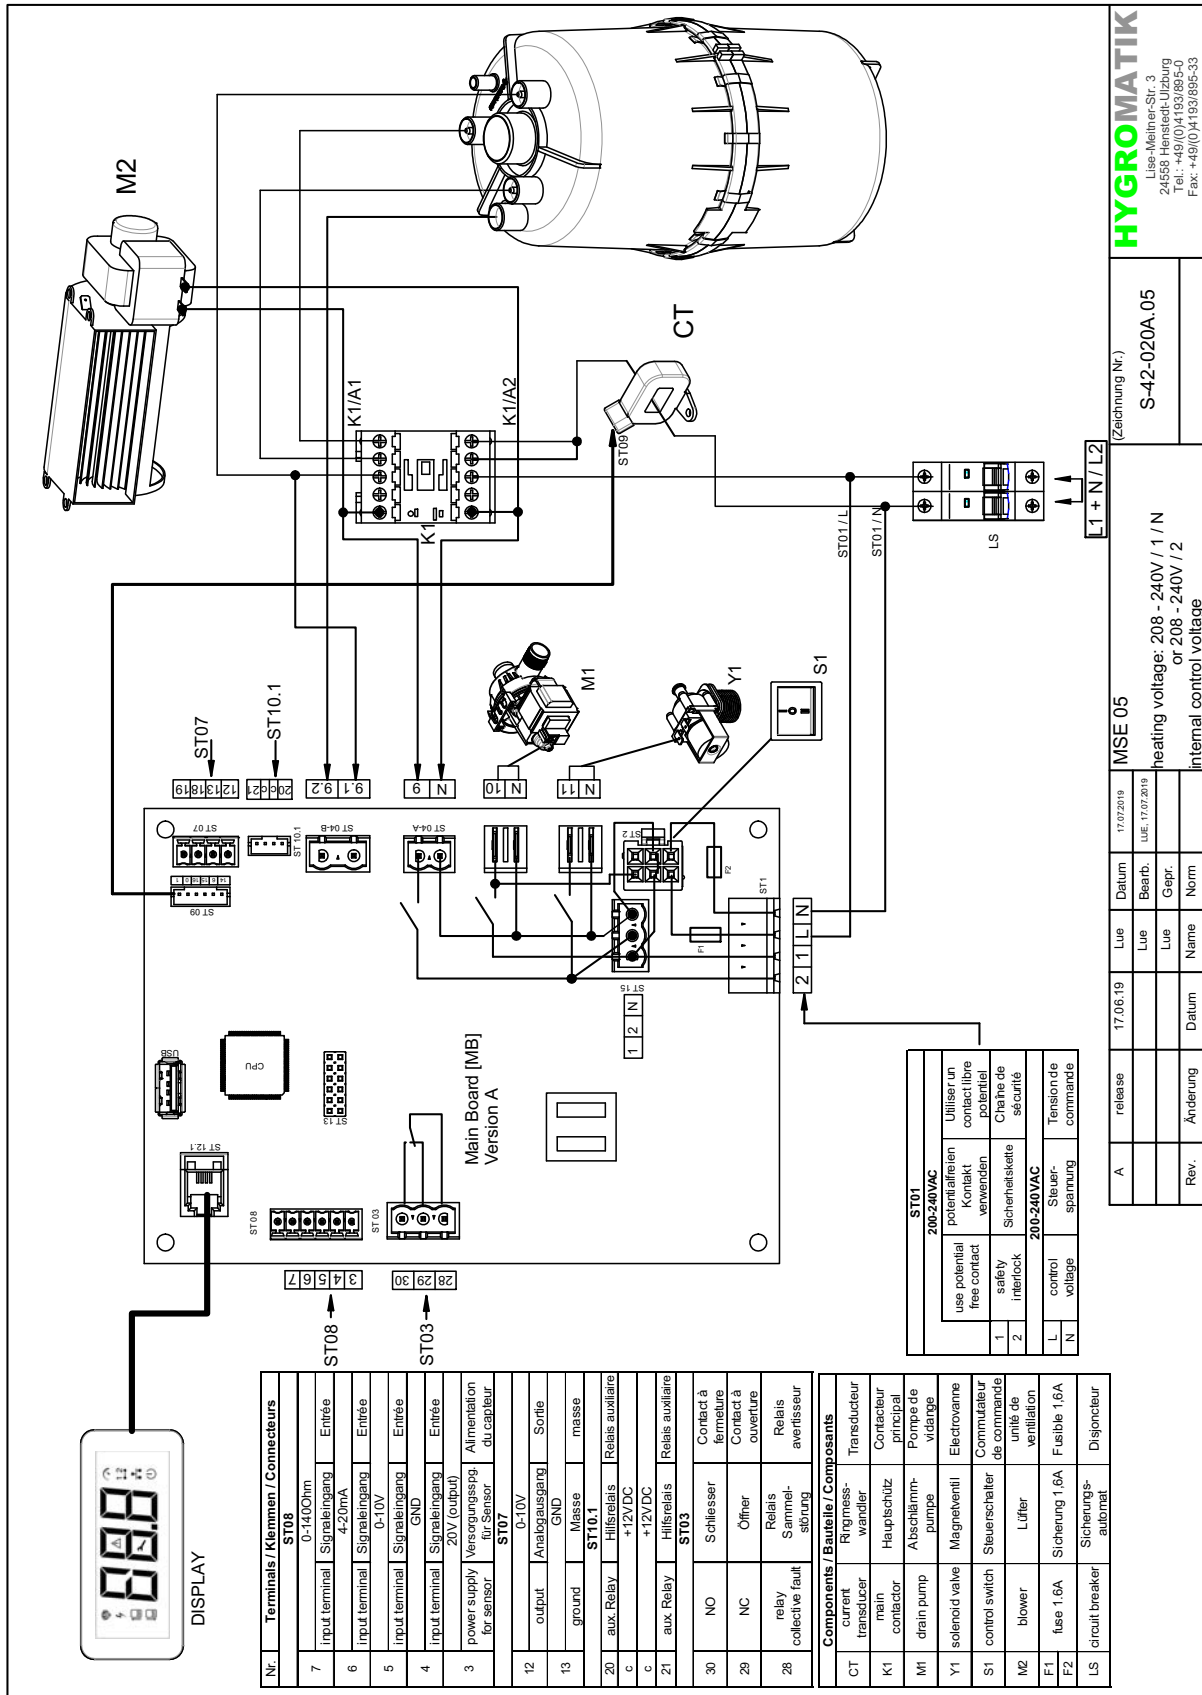 DISPLAY
M2
CT
K1/A1
K1/A2
K1
ST09
ST07
ST10.1
12 13 18 19
20 c c 21
9.2 9.1
9 N
10 N
11 N
M1
Y1
S1
ST01 / L
ST01 / N
LS
L1 + N / L2
ST 07
ST 10.1
ST 04-B
ST 04-A
ST 09
ST 2
F2
F1
ST1
2 1 L N
ST 15
1 2 N
USB
CPU
ST 13
ST 12.1
ST 08
ST 03
Main Board [MB]
Version A
7 6 5 4 3
ST08
30 29 28
ST03
Nr. Terminals / Klemmen / Connecteurs
ST08
7 0-140Ohm
input terminal Signaleingang Entrée
6 4-20mA
input terminal Signaleingang Entrée
5 0-10V
input terminal Signaleingang Entrée
4 GND
input terminal Signaleingang Entrée
3 20V (output)
power supply for sensor Versorgungsspg. für Sensor Alimentation du capteur
ST07
12 0-10V
output Analogausgang Sortie
13 GND
ground Masse masse
ST10.1
20 aux. Relay Hilfsrelais Relais auxiliaire
c +12VDC
c +12VDC
21 aux. Relay Hilfsrelais Relais auxiliaire
ST03
30 NO Schliesser Contact à fermeture
29 NC Öffner Contact à ouverture
28 relay collective fault Relais Sammel-störung Relais avertisseur
Components / Bauteile / Composants
CT current transducer Ringmess-wandler Transducteur
K1 main contactor Hauptschütz Contacteur principal
M1 drain pump Abschlämm-pumpe Pompe de vidange
Y1 solenoid valve Magnetventil Electrovanne
S1 control switch Steuerschalter Commutateur de commande
M2 blower Lüfter unité de ventilation
F1 F2 fuse 1.6A Sicherung 1,6A Fusible 1,6A
LS circuit breaker Sicherungs-automat Disjoncteur
ST01
200-240VAC
use potential free contact potentialfreien Kontakt verwenden Utiliser un contact libre potentiel
1 2 safety interlock Sicherheitskette Chaîne de sécurité
200-240VAC
L N control voltage Steuer-spannung Tension de commande
A release 17.06.19 Lue Datum 17.07.2019
Lue Bearb. LUE, 17.07.2019
Lue Gepr.
Rev. Änderung Datum Name Norm
MSE 05
heating voltage: 208 - 240V / 1 / N
or 208 - 240V / 2
internal control voltage
(Zeichnung Nr.)
S-42-020A.05
HYGROMATIK
Lise-Meitner-Str. 3
24558 Henstedt-Ulzburg
Tel.: +49/(0)4193/895-0
Fax: +49/(0)4193/895-33